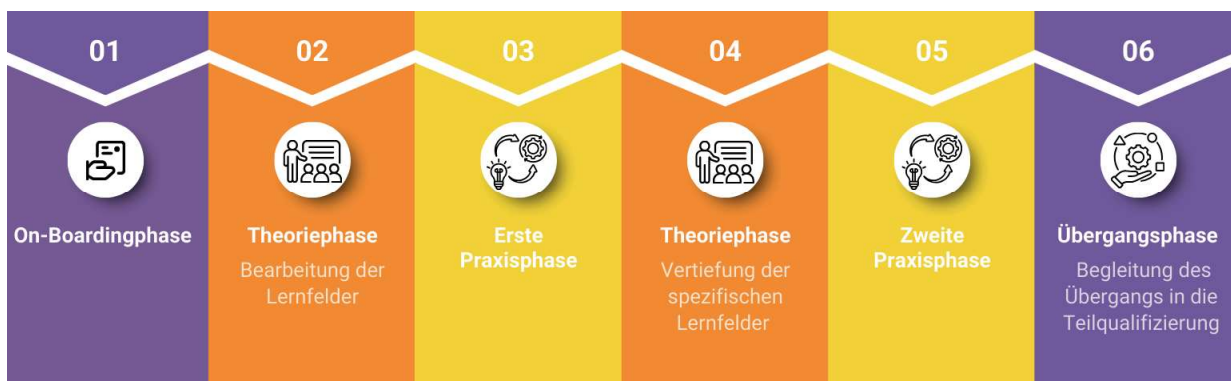 01
On-Boardingphase
02
Theoriephase
Bearbeitung der
Lernfelder
03
Erste
Praxisphase
04
Theoriephase
Vertiefung der
spezifischen
Lernfelder
05
Zweite
Praxisphase
06
Übergangsphase
Begleitung des
Übergangs in die
Teilqualifizierung